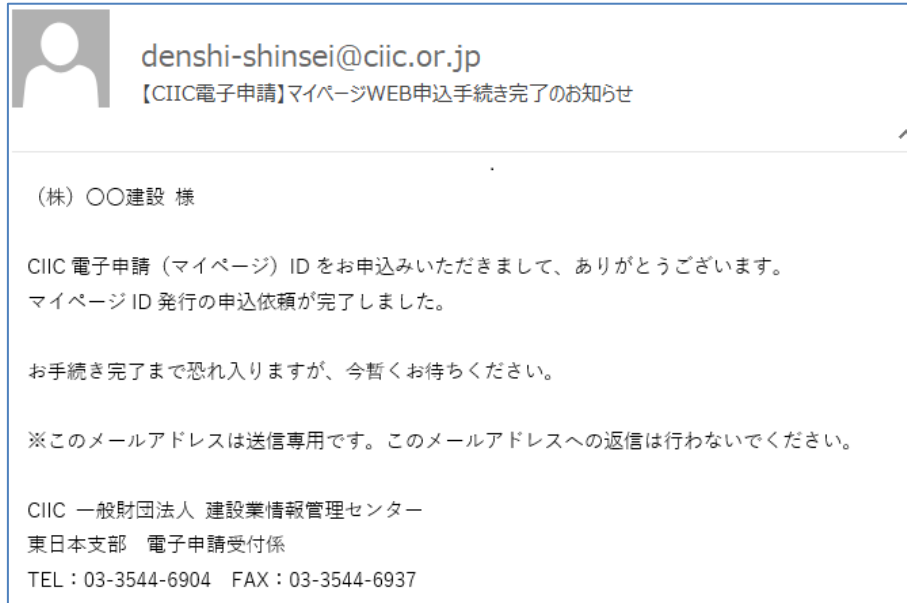 denshi-shinsei@ciic.or.jp
【CIIC電子申請】マイページWEB申込手続き完了のお知らせ
（株）〇〇建設 様
CIIC 電子申請（マイページ）ID をお申込みいただきまして、ありがとうございます。
マイページ ID 発行の申込依頼が完了しました。
お手続き完了まで恐れ入りますが、今暫くお待ちください。
※このメールアドレスは送信専用です。このメールアドレスへの返信は行わないでください。
CIIC 一般財団法人 建設業情報管理センター
東日本支部　電子申請受付係
TEL：03-3544-6904　FAX：03-3544-6937